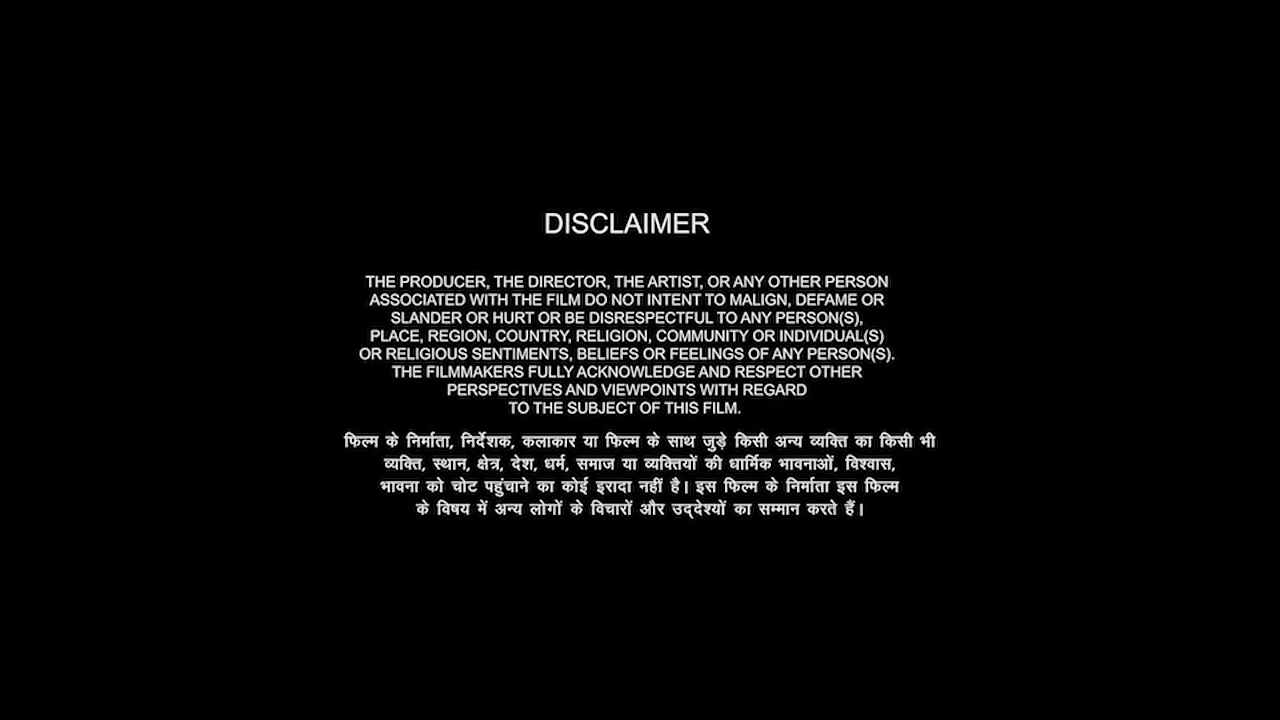 DISCLAIMER
THE PRODUCER, THE DIRECTOR, THE ARTIST, OR ANY OTHER PERSON
ASSOCIATED WITH THE FILM DO NOT INTENT TO MALIGN, DEFAME OR
SLANDER OR HURT OR BE DISRESPECTFUL TO ANY PERSON(S),
PLACE, REGION, COUNTRY, RELIGION, COMMUNITY OR INDIVIDUAL(S)
OR RELIGIOUS SENTIMENTS, BELIEFS OR FEELINGS OF ANY PERSON(S).
THE FILMMAKERS FULLY ACKNOWLEDGE AND RESPECT OTHER
PERSPECTIVES AND VIEWPOINTS WITH REGARD
TO THE SUBJECT OF THIS FILM.
फिल्म के निर्माता, निर्देशक, कलाकार या फिल्म के साथ जुड़े किसी अन्य व्यक्ति का किसी भी
व्यक्ति, स्थान, क्षेत्र, देश, धर्म, समाज या व्यक्तियों की धार्मिक भावनाओं, विश्वास,
भावना को चोट पहुंचाने का कोई इरादा नहीं है। इस फिल्म के निर्माता इस फिल्म
के विषय में अन्य लोगों के विचारों और उद्देश्यों का सम्मान करते हैं।